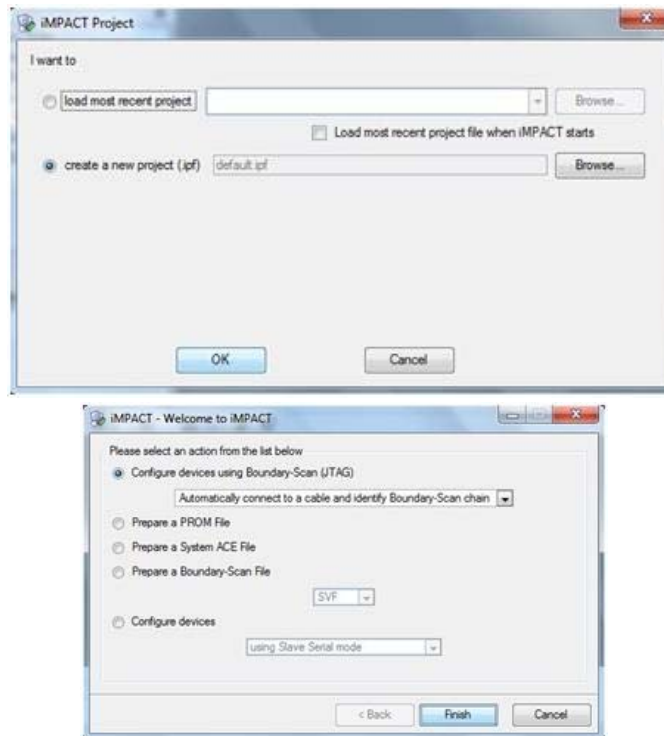 iMPACT Project
I want to
load most recent project Browse...
Load most recent project file when iMPACT starts
create a new project (.ipf) default.ipf Browse...
OK Cancel
iMPACT - Welcome to iMPACT
Please select an action from the list below
Configure devices using Boundary-Scan (JTAG)
Automatically connect to a cable and identify Boundary-Scan chain
Prepare a PROM File
Prepare a System ACE File
Prepare a Boundary-Scan File
SVF
Configure devices
using Slave Serial mode
< Back Finish Cancel